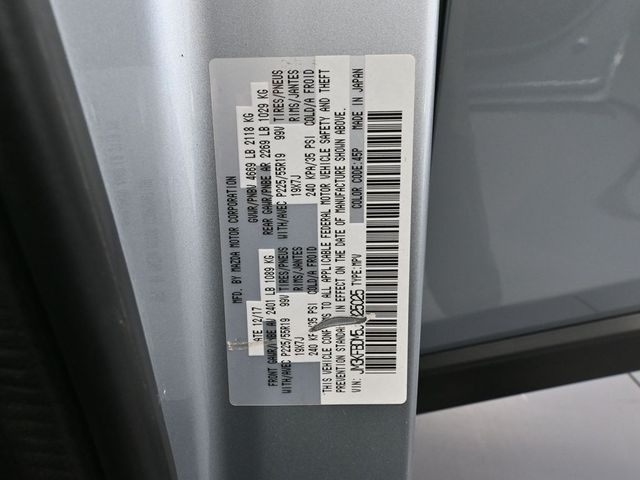 MFD. BY MAZDA MOTOR CORPORATION
ATE 12/17 GVWR/PNBV 4669 LB 2118 KG
FRONT GAWR/PNBE AV 2401 LB 1089 KG REAR GAWR/PNBE AR 2269 LB 1029 KG
WITH/AVEC P225/55R19 99V TIRES/PNEUS WITH/AVEC P225/55R19 99V TIRES/PNEUS
19X7J RIMS/JANTES 19X7J RIMS/JANTES
240 KPA/35 PSI COLD/A FROID 240 KPA/35 PSI COLD/A FROID
THIS VEHICLE CONFORMS TO ALL APPLICABLE FEDERAL MOTOR VEHICLE SAFETY AND THEFT
PREVENTION STANDARDS IN EFFECT ON THE DATE OF MANUFACTURE SHOWN ABOVE.
COLOR CODE:45P MADE IN JAPAN
VIN: TYPE:MPV